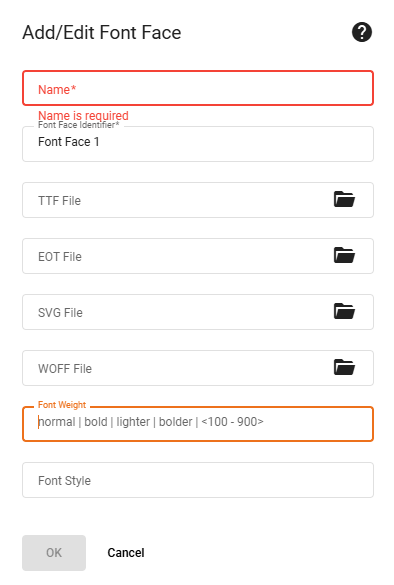 Add/Edit Font Face
Name*
Name is required
Font Face Identifier*
Font Face 1
TTF File
EOT File
SVG File
WOFF File
Font Weight
normal | bold | lighter | bolder | <100 - 900>
Font Style
OK Cancel